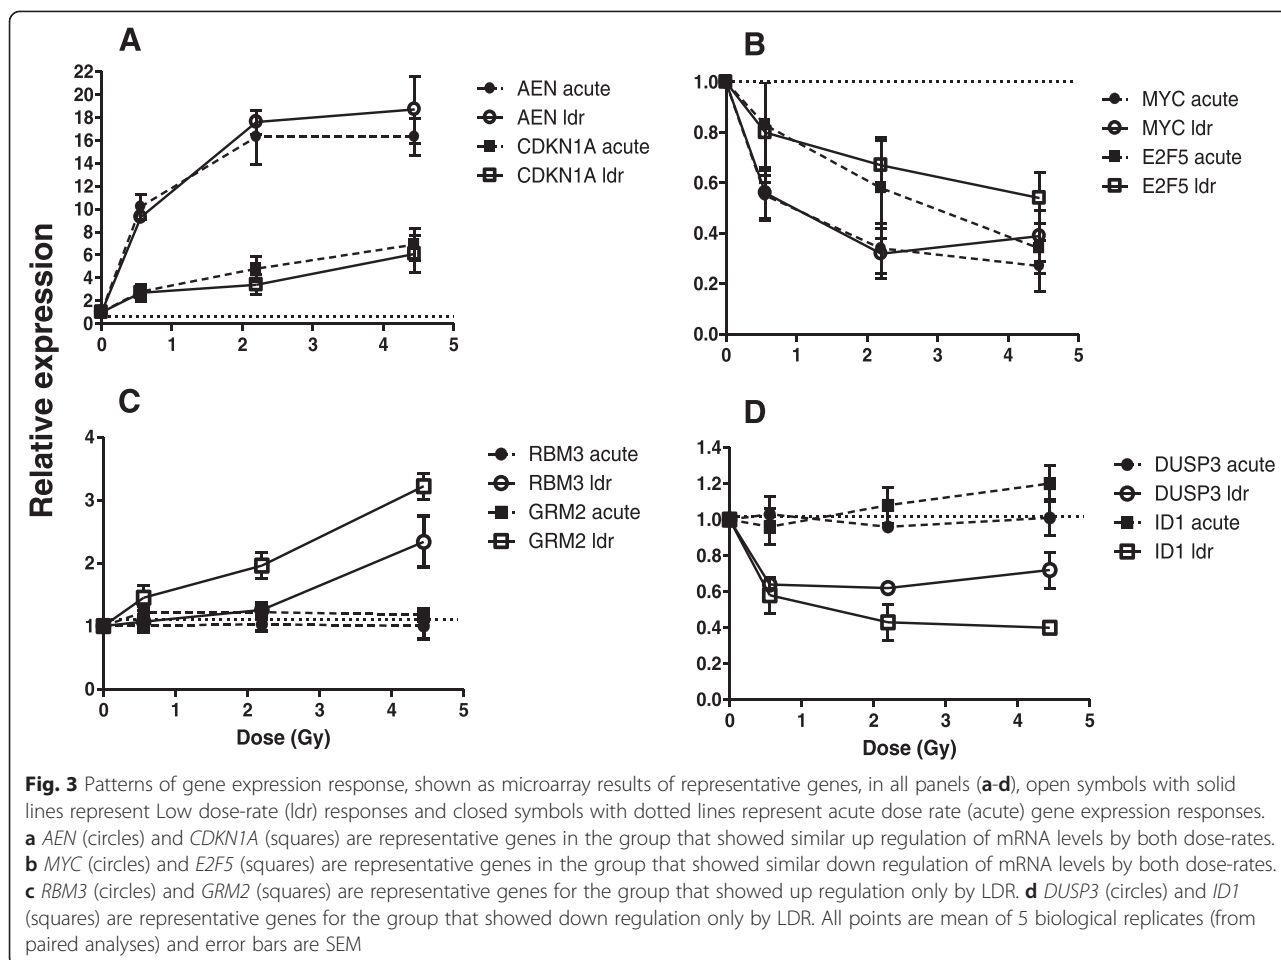 A
22
20
18
16
14
12
10
8
6
4
2
0
0 1 2 3 4 5
AEN acute
AEN ldr
CDKN1A acute
CDKN1A ldr
B
1.0
0.8
0.6
0.4
0.2
0.0
0 1 2 3 4 5
MYC acute
MYC ldr
E2F5 acute
E2F5 ldr
Relative expression
C
4
3
2
1
0
0 1 2 3 4 5
Dose (Gy)
RBM3 acute
RBM3 ldr
GRM2 acute
GRM2 ldr
D
1.4
1.2
1.0
0.8
0.6
0.4
0.2
0.0
0 1 2 3 4 5
Dose (Gy)
DUSP3 acute
DUSP3 ldr
ID1 acute
ID1 ldr
Fig. 3 Patterns of gene expression response, shown as microarray results of representative genes, in all panels (a-d), open symbols with solid
lines represent Low dose-rate (ldr) responses and closed symbols with dotted lines represent acute dose rate (acute) gene expression responses.
a AEN (circles) and CDKN1A (squares) are representative genes in the group that showed similar up regulation of mRNA levels by both dose-rates.
b MYC (circles) and E2F5 (squares) are representative genes in the group that showed similar down regulation of mRNA levels by both dose-rates.
c RBM3 (circles) and GRM2 (squares) are representative genes for the group that showed up regulation only by LDR. d DUSP3 (circles) and ID1
(squares) are representative genes for the group that showed down regulation only by LDR. All points are mean of 5 biological replicates (from
paired analyses) and error bars are SEM